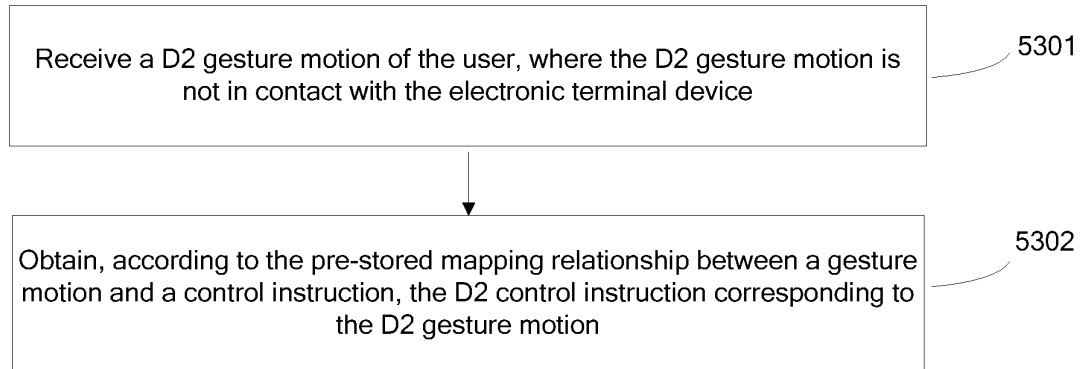 Receive a D2 gesture motion of the user, where the D2 gesture motion is
not in contact with the electronic terminal device
5301
Obtain, according to the pre-stored mapping relationship between a gesture
motion and a control instruction, the D2 control instruction corresponding to
the D2 gesture motion
5302